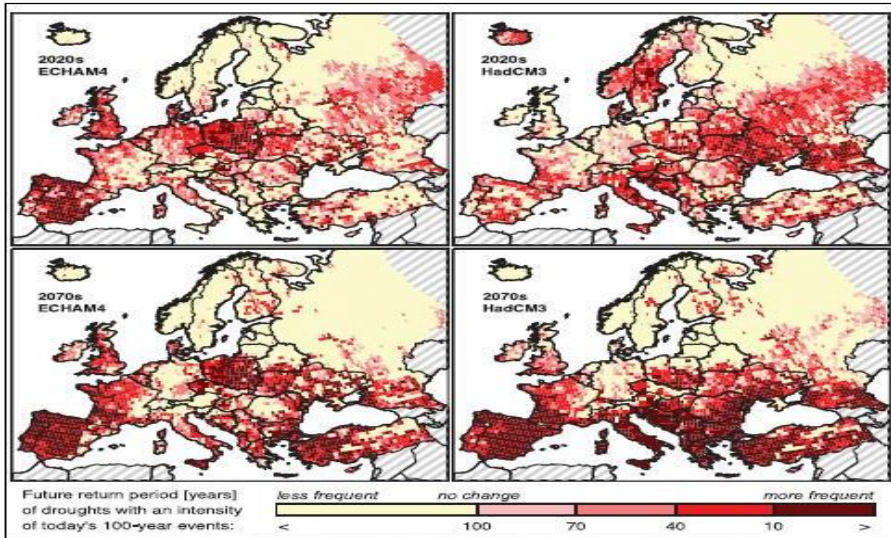 2020s
ECHAM4
2020s
HadCM3
2070s
ECHAM4
2070s
HadCM3
Future return period [years]
of droughts with an intensity
of today's 100-year events:
less frequent no change more frequent
< 100 70 40 10 >